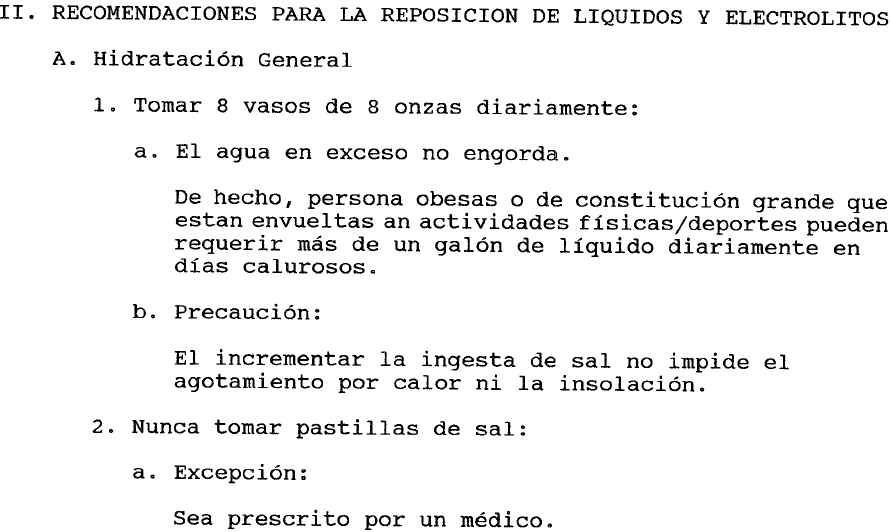 II. RECOMENDACIONES PARA LA REPOSICION DE LIQUIDOS Y ELECTROLITOS
A. Hidratación General
1. Tomar 8 vasos de 8 onzas diariamente:
a. El agua en exceso no engorda.
De hecho, persona obesas o de constitución grande que
estan envueltas an actividades físicas/deportes pueden
requerir más de un galón de líquido diariamente en
días calurosos.
b. Precaución:
El incrementar la ingesta de sal no impide el
agotamiento por calor ni la insolación.
2. Nunca tomar pastillas de sal:
a. Excepción:
Sea prescrito por un médico.